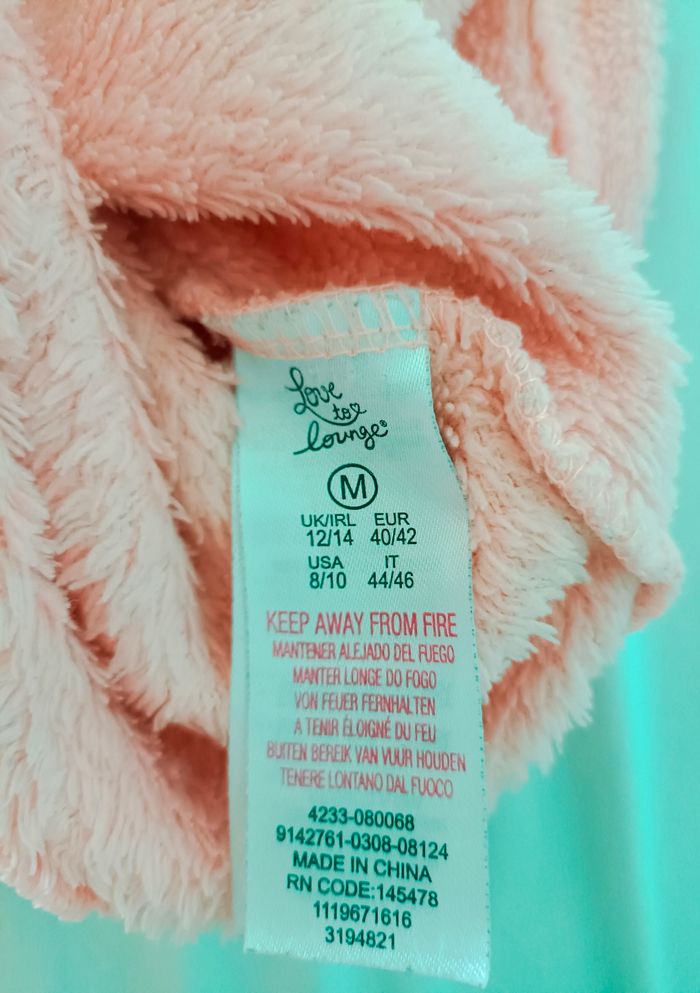 Love
to
lounge®
M
UK/IRL EUR
12/14 40/42
USA IT
8/10 44/46
KEEP AWAY FROM FIRE
MANTENER ALEJADO DEL FUEGO
MANTER LONGE DO FOGO
VON FEUER FERNHALTEN
A TENIR ÉLOIGNÉ DU FEU
BUITEN BEREIK VAN VUUR HOUDEN
TENERE LONTANO DAL FUOCO
4233-080068
9142761-0308-08124
MADE IN CHINA
RN CODE:145478
1119671616
3194821